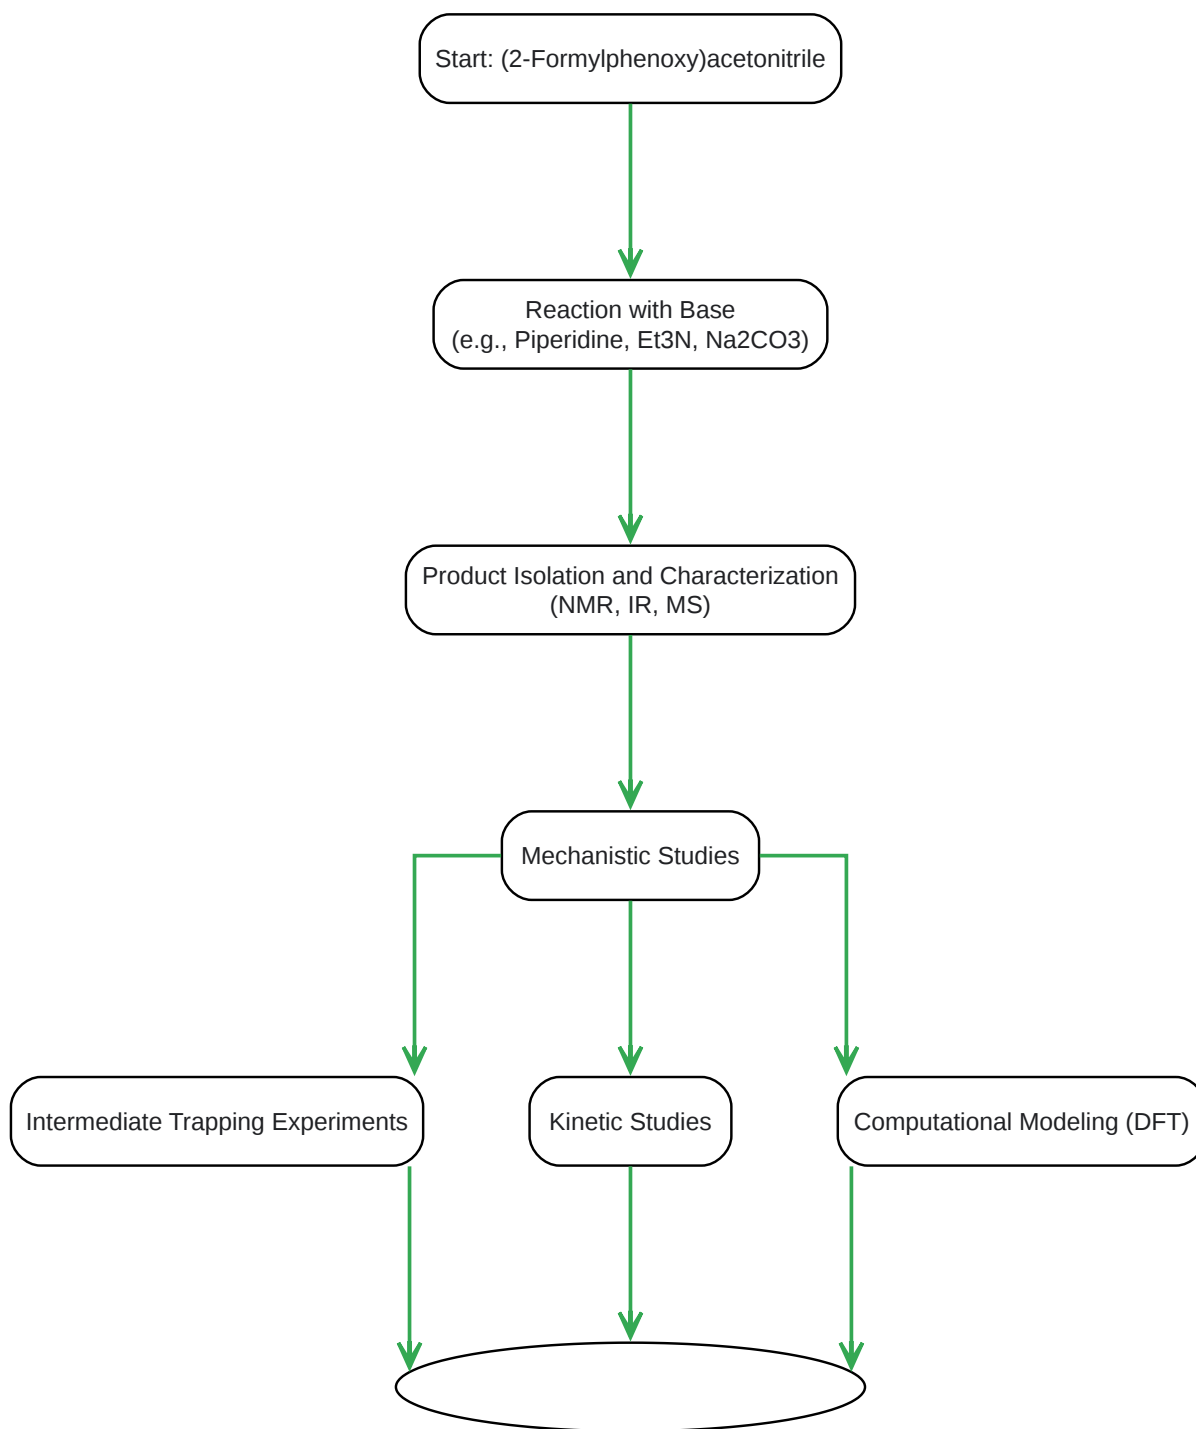 Start: (2-Formylphenoxy)acetonitrile
Reaction with Base
(e.g., Piperidine, Et3N, Na2CO3)
Product Isolation and Characterization
(NMR, IR, MS)
Mechanistic Studies
Intermediate Trapping Experiments
Kinetic Studies
Computational Modeling (DFT)